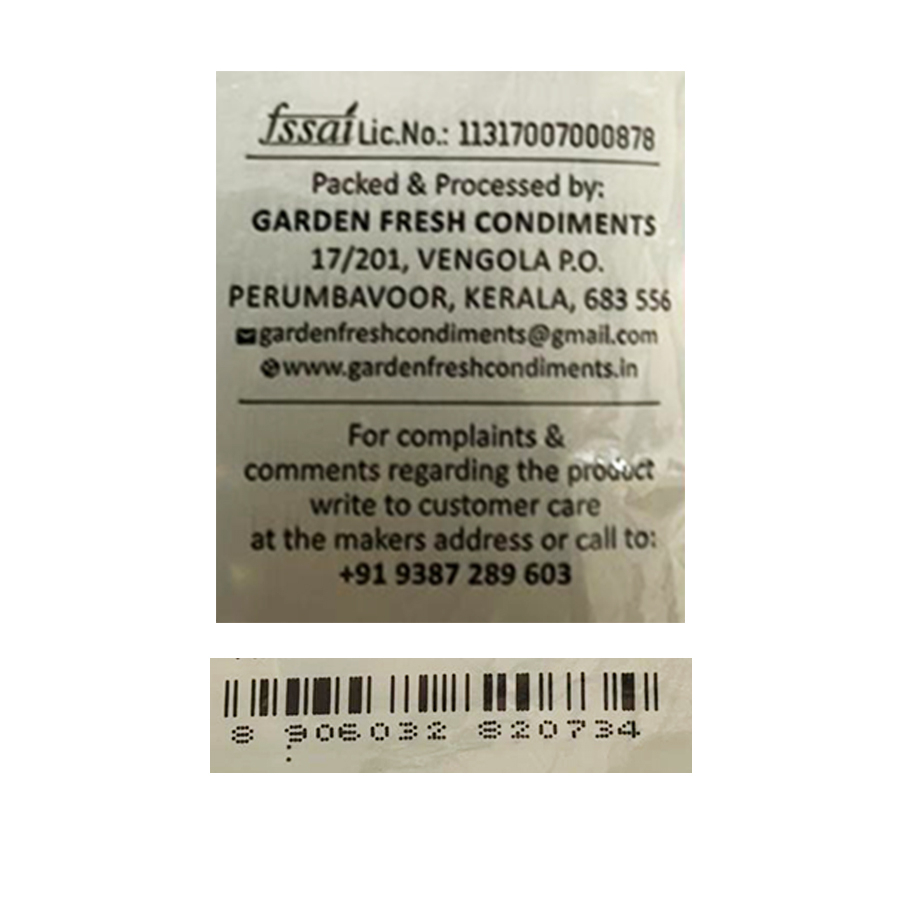 fssai Lic.No.: 11317007000878
Packed & Processed by:
GARDEN FRESH CONDIMENTS
17/201, VENGOLA P.O.
PERUMBAVOOR, KERALA, 683 556
gardenfreshcondiments@gmail.com
www.gardenfreshcondiments.in
For complaints &
comments regarding the product
write to customer care
at the makers address or call to:
+91 9387 289 603
8 906032 820734